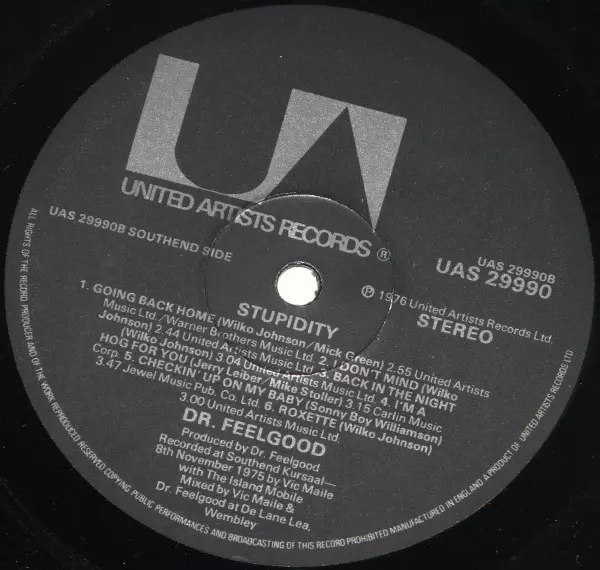 UA
UNITED ARTISTS RECORDS ®
UAS 29990B SOUTHEND SIDE
UAS 29990B
UAS 29990
℗ 1976 United Artists Records Ltd.
STUPIDITY
STEREO
1. GOING BACK HOME (Wilko Johnson/Mick Green) 2.55 United Artists
Music Ltd./Warner Brothers Music Ltd. 2. I DON'T MIND (Wilko
Johnson) 2.44 United Artists Music Ltd. 3. BACK IN THE NIGHT
(Wilko Johnson) 3.04 United Artists Music Ltd. 4. I'M A
HOG FOR YOU (Jerry Leiber/Mike Stoller) 3.15 Carlin Music
Corp. 5. CHECKIN' UP ON MY BABY (Sonny Boy Williamson)
3.47 Jewel Music Pub. Co. Ltd. 6. ROXETTE (Wilko Johnson)
3.00 United Artists Music Ltd.
DR. FEELGOOD
Produced by Dr. Feelgood
Recorded at Southend Kursaal—
8th November 1975 by Vic Maile
with The Island Mobile
Mixed by Vic Maile &
Dr. Feelgood at De Lane Lea,
Wembley
ALL RIGHTS OF THE RECORD PRODUCER AND OF THE WORK REPRODUCED RESERVED COPYING PUBLIC PERFORMANCES AND BROADCASTING OF THIS RECORD PROHIBITED MANUFACTURED IN ENGLAND A PRODUCT OF UNITED ARTISTS RECORDS LTD